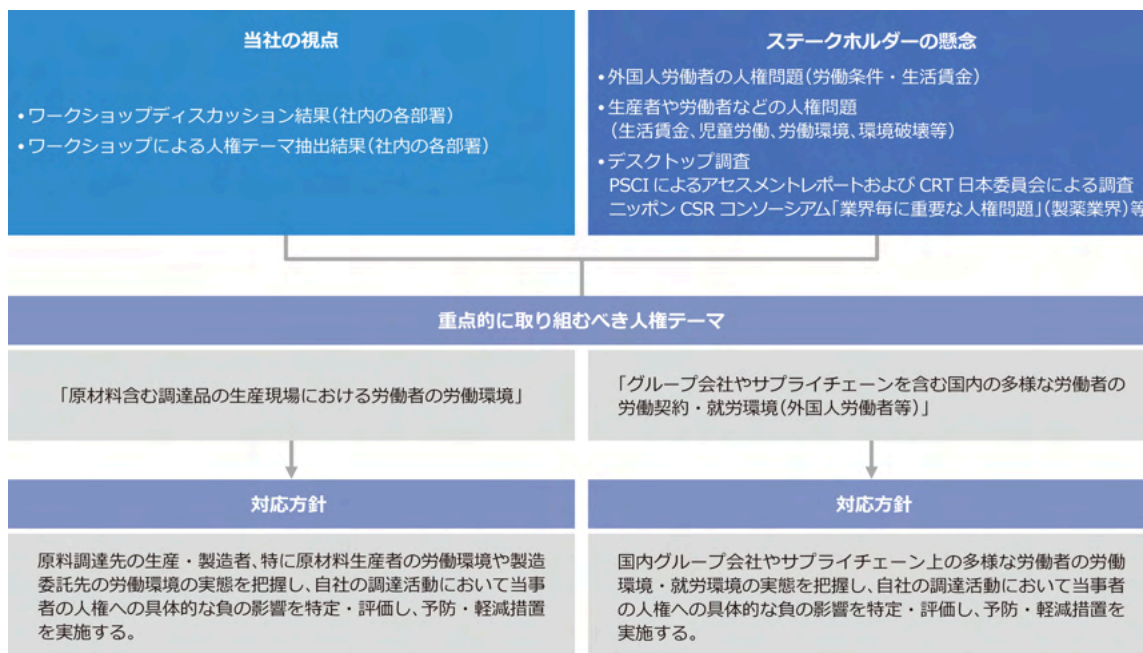 当社の視点
・ワークショップディスカッション結果(社内の各部署)
・ワークショップによる人権テーマ抽出結果(社内の各部署)
ステークホルダーの懸念
・外国人労働者の人権問題(労働条件・生活賃金)
・生産者や労働者などの人権問題
(生活賃金、児童労働、労働環境、環境破壊等)
・デスクトップ調査
PSCI によるアセスメントレポートおよび CRT 日本委員会による調査
ニッポン CSR コンソーシアム「業界毎に重要な人権問題」(製薬業界)等
重点的に取り組むべき人権テーマ
「原材料含む調達品の生産現場における労働者の労働環境」
「グループ会社やサプライチェーンを含む国内の多様な労働者の
労働契約・就労環境(外国人労働者等)」
対応方針
原料調達先の生産・製造者、特に原材料生産者の労働環境や製造
委託先の労働環境の実態を把握し、自社の調達活動において当事
者の人権への具体的な負の影響を特定・評価し、予防・軽減措置
を実施する。
対応方針
国内グループ会社やサプライチェーン上の多様な労働者の労働
環境・就労環境の実態を把握し、自社の調達活動において当事者
の人権への具体的な負の影響を特定・評価し、予防・軽減措置を
実施する。